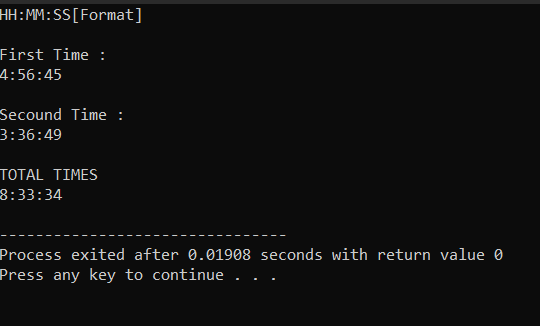 HH:MM:SS[Format]
First Time :
4:56:45
Secound Time :
3:36:49
TOTAL TIMES
8:33:34
--------------------------------
Process exited after 0.01908 seconds with return value 0
Press any key to continue . . .